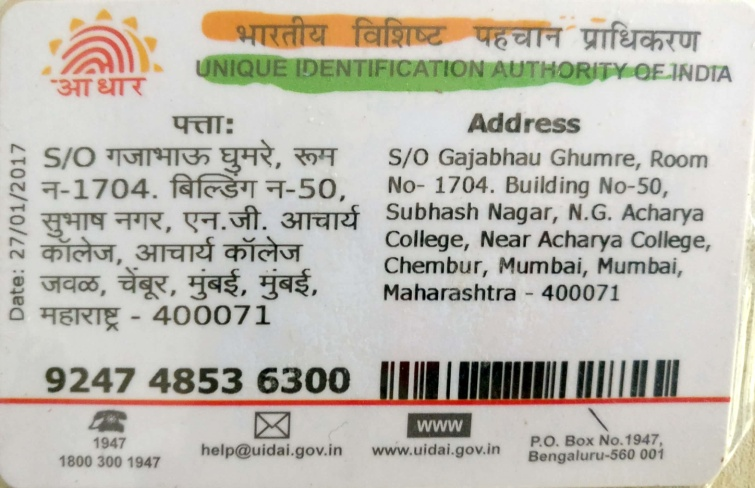 भारतीय विशिष्ट पहचान प्राधिकरण
UNIQUE IDENTIFICATION AUTHORITY OF INDIA
आधार
पत्ता:
S/O गजाभाऊ घुमरे, रूम
न-1704. बिल्डिंग न-50,
सुभाष नगर, एन.जी. आचार्य
कॉलेज, आचार्य कॉलेज
जवळ, चेंबूर, मुंबई, मुंबई,
महाराष्ट्र - 400071
Address
S/O Gajabhau Ghumre, Room
No- 1704. Building No-50,
Subhash Nagar, N.G. Acharya
College, Near Acharya College,
Chembur, Mumbai, Mumbai,
Maharashtra - 400071
Date: 27/01/2017
9247 4853 6300
1947
1800 300 1947
help@uidai.gov.in
www
www.uidai.gov.in
P.O. Box No.1947,
Bengaluru-560 001